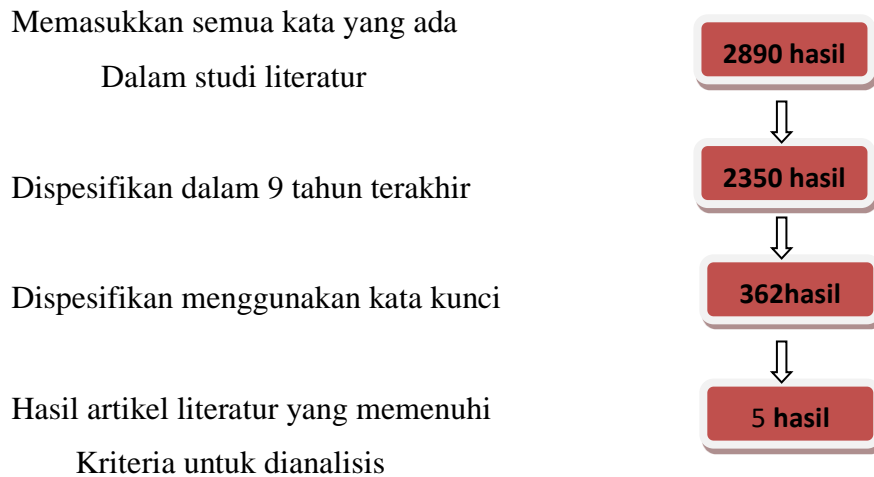 Memasukkan semua kata yang ada
Dalam studi literatur
2890 hasil
Dispesifikan dalam 9 tahun terakhir
2350 hasil
Dispesifikan menggunakan kata kunci
362hasil
Hasil artikel literatur yang memenuhi
Kriteria untuk dianalisis
5 hasil